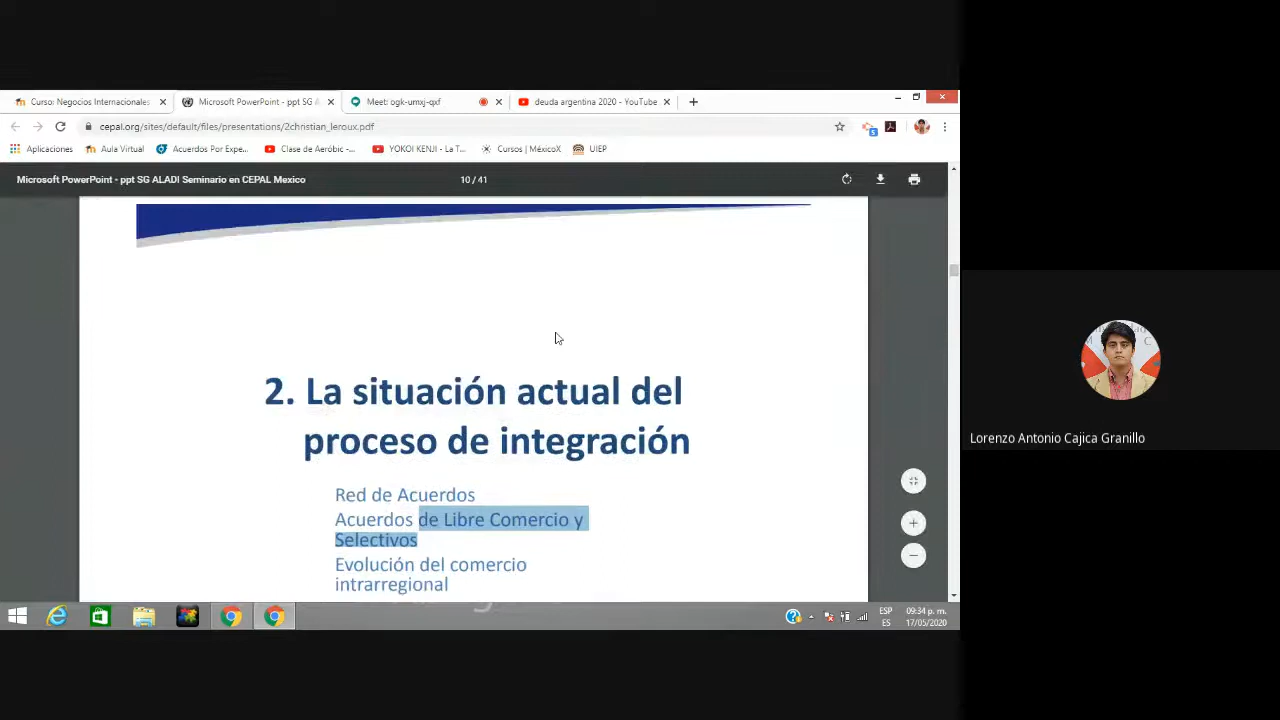 Curso: Negocios Internacionales
Microsoft PowerPoint - ppt SG A
Meet: ogk-umxj-qxf
deuda argentina 2020 - YouTube
cepal.org/sites/default/files/presentations/2christian_leroux.pdf
Aplicaciones
Aula Virtual
Acuerdos Por Expe...
Clase de Aeróbic -...
YOKOI KENJI - La T...
Cursos | MéxicoX
UIEP
Microsoft PowerPoint - ppt SG ALADI Seminario en CEPAL Mexico
10 / 41
2. La situación actual del
proceso de integración
Red de Acuerdos
Acuerdos de Libre Comercio y
Selectivos
Evolución del comercio
intrarregional
Lorenzo Antonio Cajica Granillo
ESP
ES
09:34 p. m.
17/05/2020